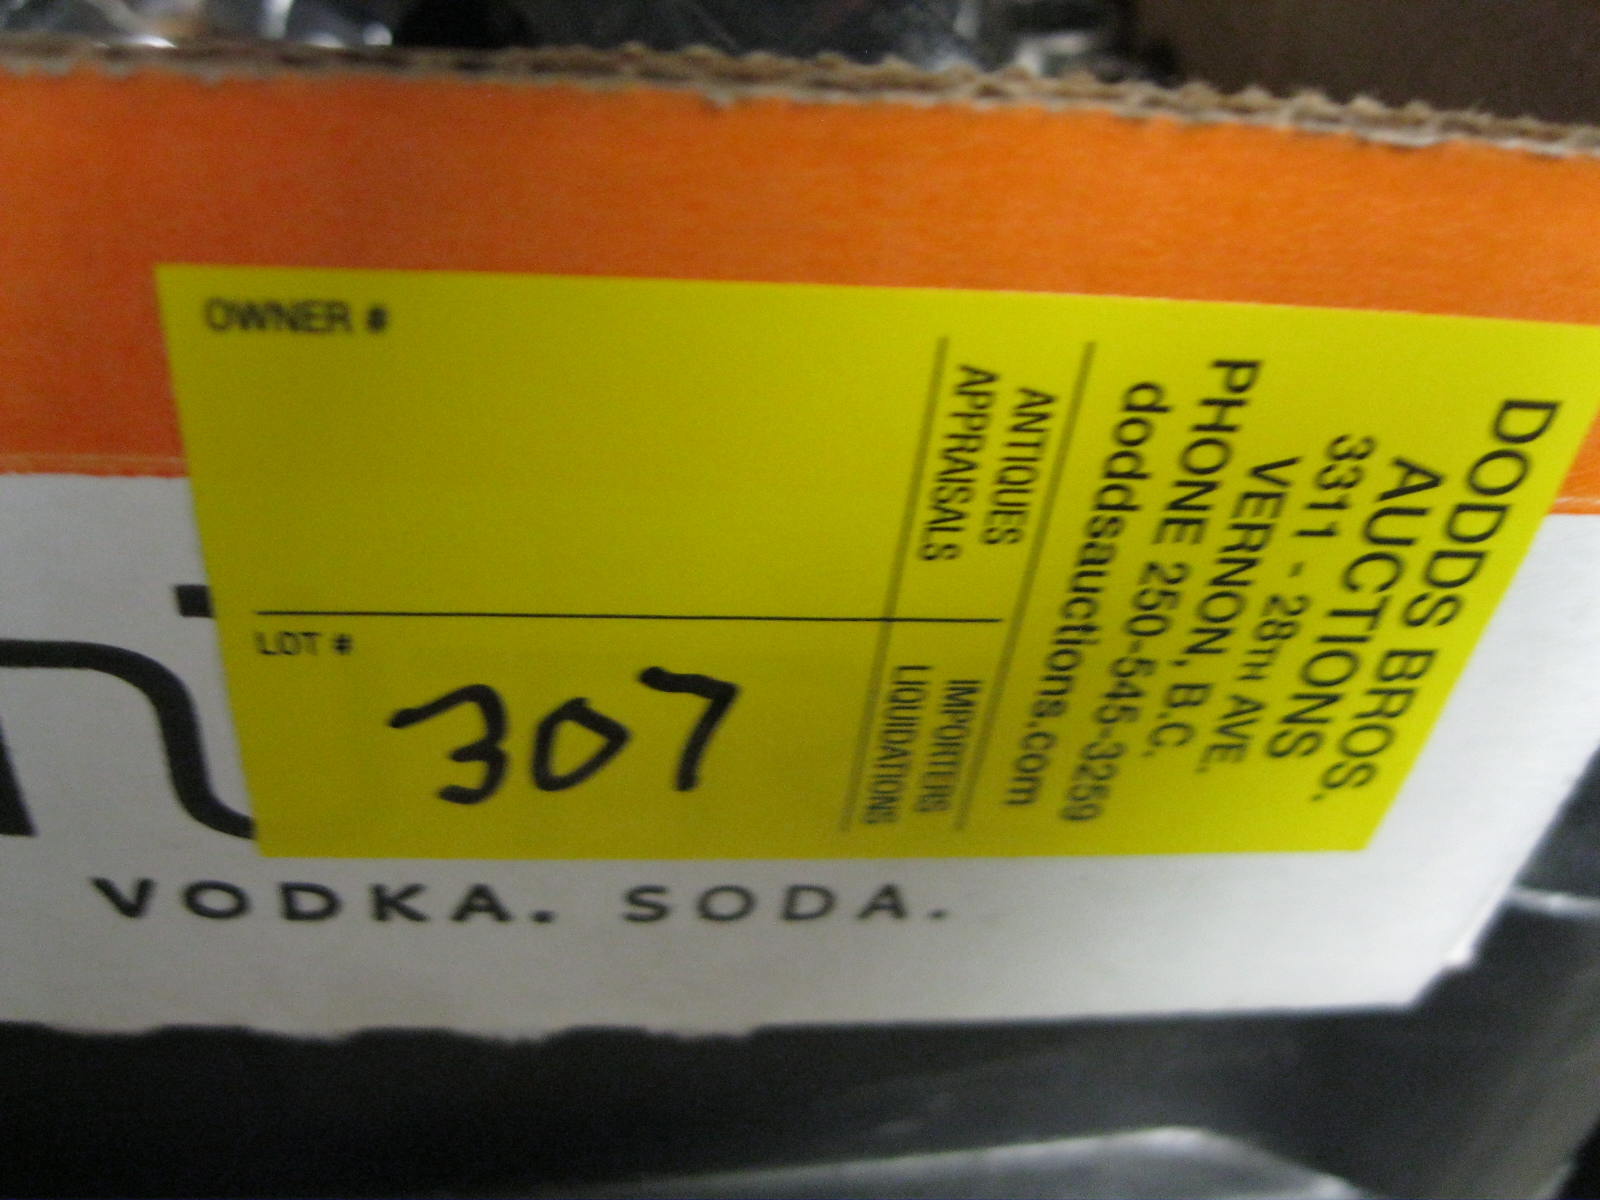 OWNER #
LOT #
307
DODDS BROS.
AUCTIONS
3311 - 28TH AVE.
VERNON, B.C.
PHONE 250-545-3259
doddsauctions.com
ANTIQUES
APPRAISALS
IMPORTERS
LIQUIDATIONS
VODKA. SODA.